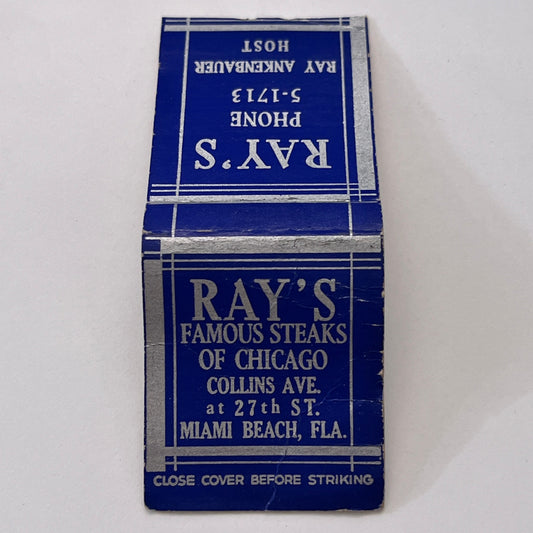 RAY'S
PHONE
5-1713
RAY ANKENBAUER
HOST
RAY'S
FAMOUS STEAKS
OF CHICAGO
COLLINS AVE.
at 27th ST.
MIAMI BEACH, FLA.
CLOSE COVER BEFORE STRIKING